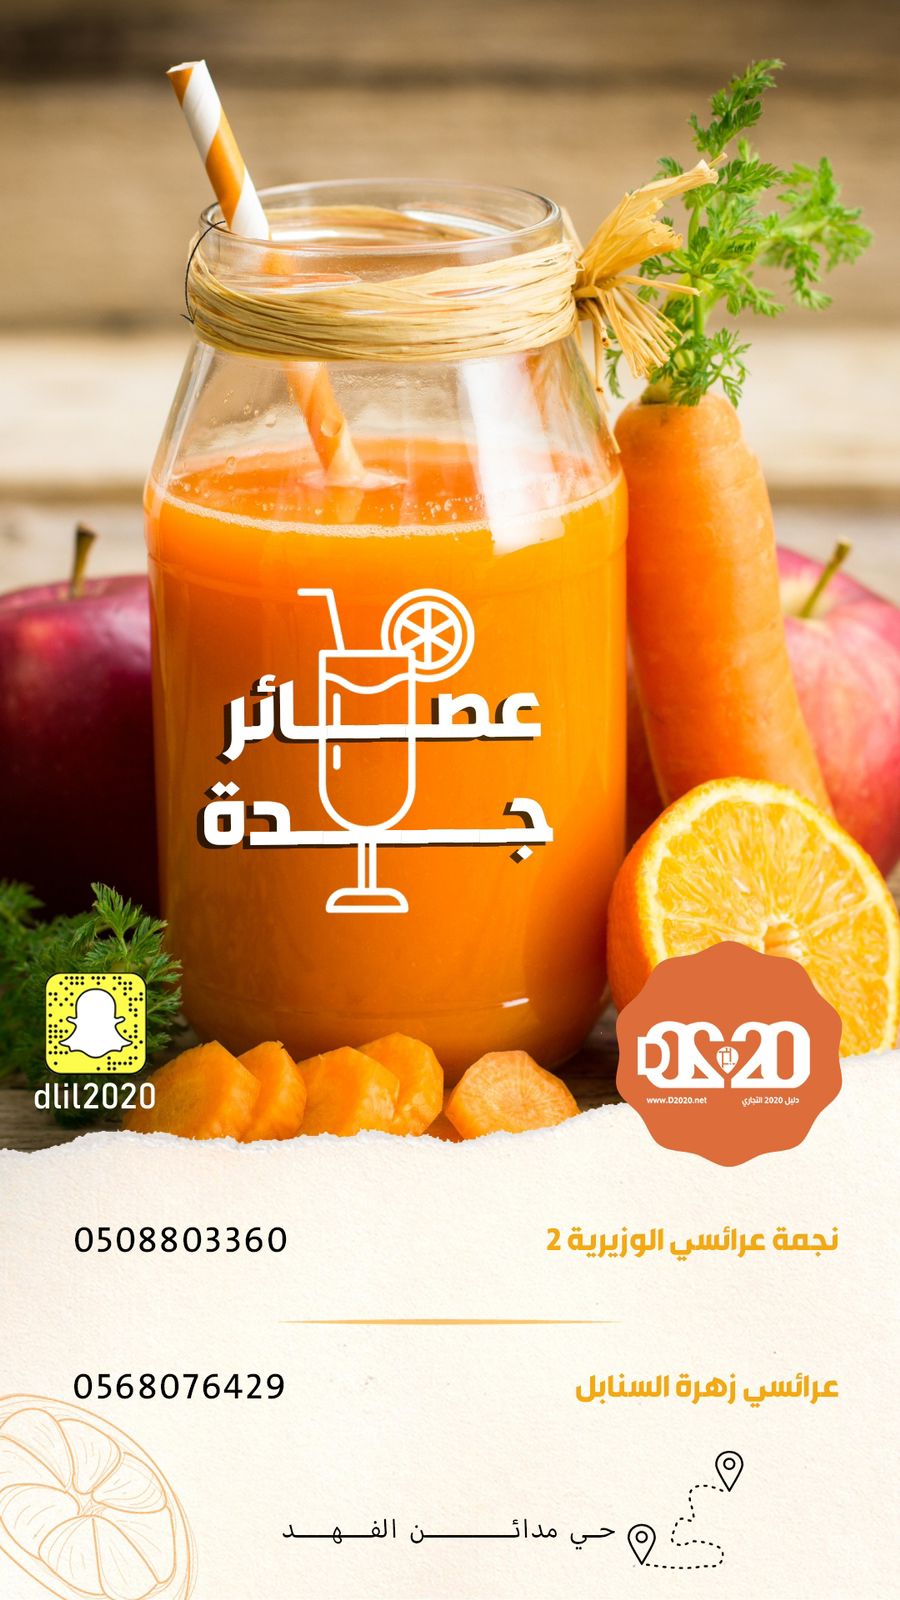 عصائر
جدة
dlil2020
D2020
www.D2020.net
دليل 2020 التجاري
نجمة عرائسي الوزيرية 2
0508803360
عرائسي زهرة السنابل
0568076429
حي مدائن الفهد